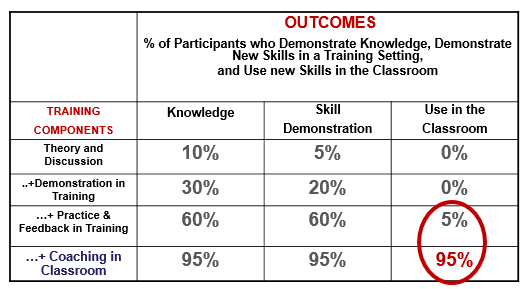 OUTCOMES
% of Participants who Demonstrate Knowledge, Demonstrate
New Skills in a Training Setting,
and Use new Skills in the Classroom
TRAINING
COMPONENTS
Knowledge
Skill
Demonstration
Use in the
Classroom
Theory and
Discussion
10%
5%
0%
..+Demonstration in
Training
30%
20%
0%
…+ Practice &
Feedback in Training
60%
60%
5%
…+ Coaching in
Classroom
95%
95%
95%